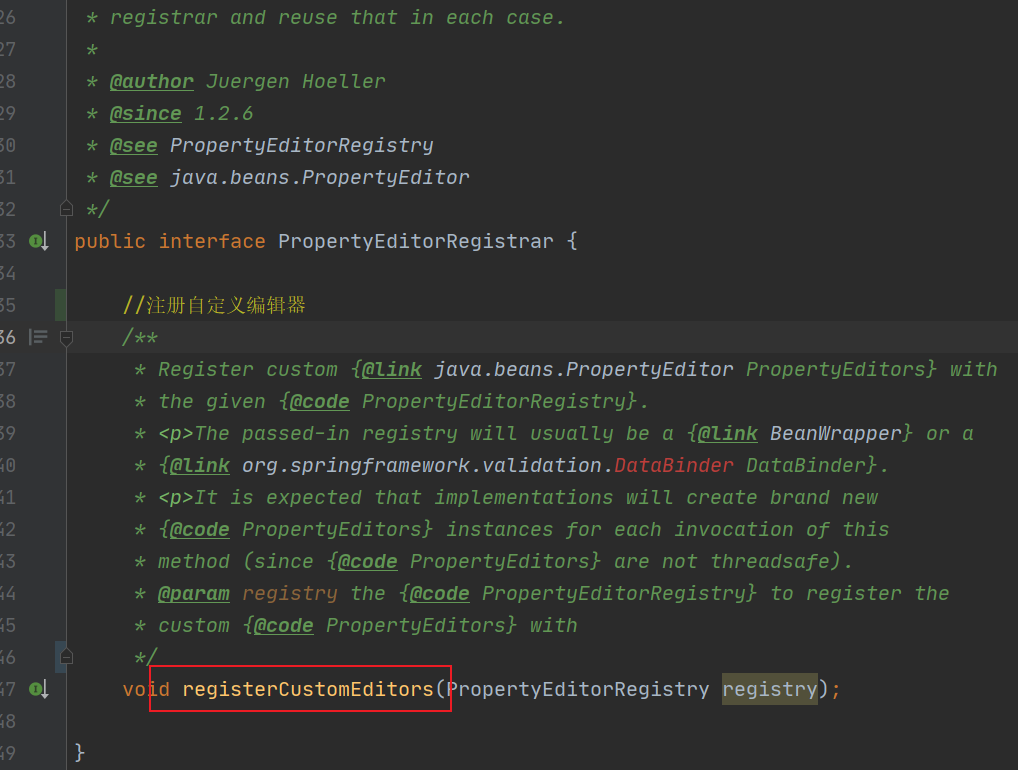 26 * registrar and reuse that in each case.
27 *
28 * @author Juergen Hoeller
29 * @since 1.2.6
30 * @see PropertyEditorRegistry
31 * @see java.beans.PropertyEditor
32 */
33 public interface PropertyEditorRegistrar {
34
35 //注册自定义编辑器
36 /**
37 * Register custom {@link java.beans.PropertyEditor PropertyEditors} with
38 * the given {@code PropertyEditorRegistry}.
39 * <p>The passed-in registry will usually be a {@link BeanWrapper} or a
40 * {@link org.springframework.validation.DataBinder DataBinder}.
41 * <p>It is expected that implementations will create brand new
42 * {@code PropertyEditors} instances for each invocation of this
43 * method (since {@code PropertyEditors} are not threadsafe).
44 * @param registry the {@code PropertyEditorRegistry} to register the
45 * custom {@code PropertyEditors} with
46 */
47 void registerCustomEditors(PropertyEditorRegistry registry);
48
49 }